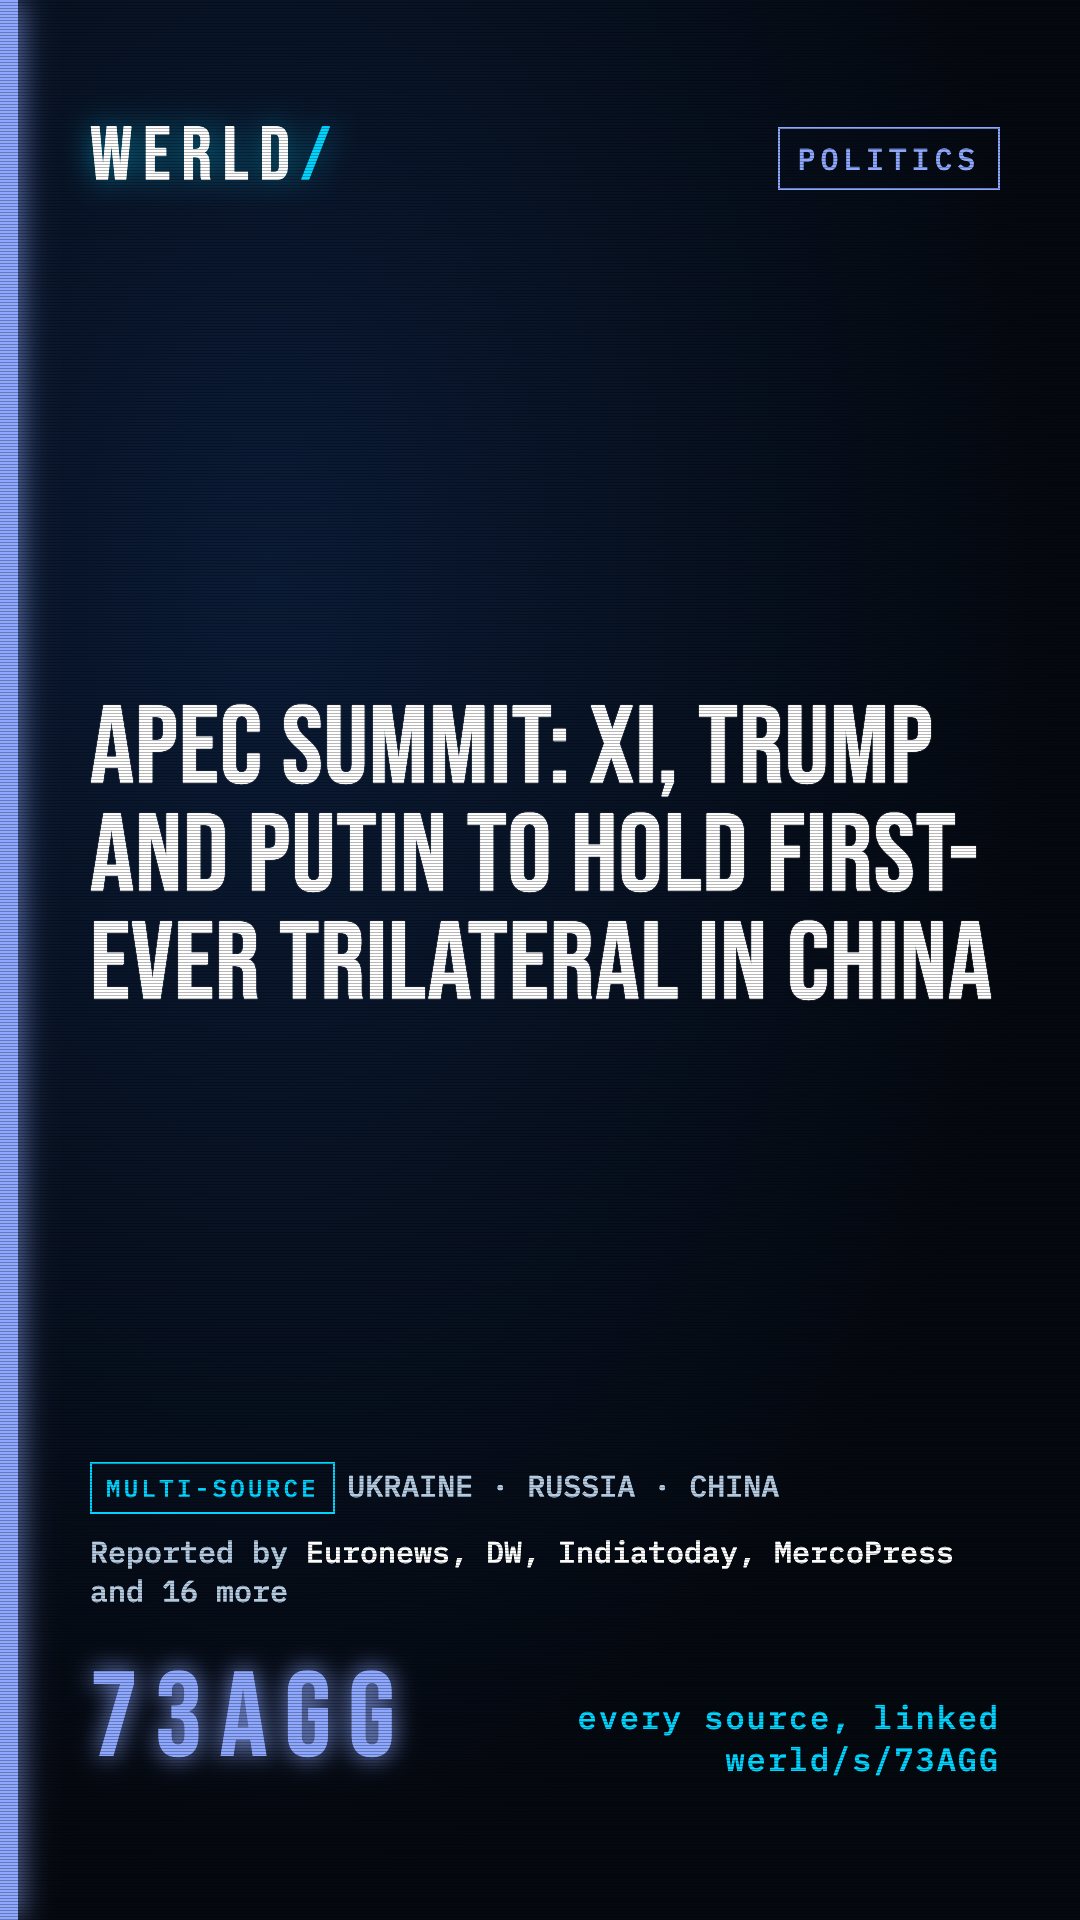 WERLD/
POLITICS
APEC SUMMIT: XI, TRUMP
AND PUTIN TO HOLD FIRST-
EVER TRILATERAL IN CHINA
MULTI-SOURCE UKRAINE · RUSSIA · CHINA
Reported by Euronews, DW, Indiatoday, MercoPress
and 16 more
73AGG
every source, linked
werld/s/73AGG